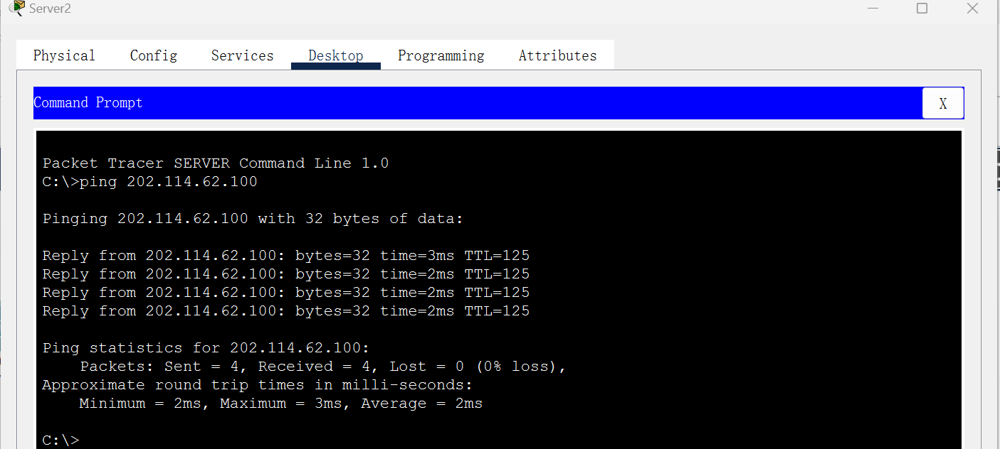 Server2
Physical Config Services Desktop Programming Attributes
Command Prompt X
Packet Tracer SERVER Command Line 1.0
C:\>ping 202.114.62.100
Pinging 202.114.62.100 with 32 bytes of data:
Reply from 202.114.62.100: bytes=32 time=3ms TTL=125
Reply from 202.114.62.100: bytes=32 time=2ms TTL=125
Reply from 202.114.62.100: bytes=32 time=2ms TTL=125
Reply from 202.114.62.100: bytes=32 time=2ms TTL=125
Ping statistics for 202.114.62.100:
    Packets: Sent = 4, Received = 4, Lost = 0 (0% loss),
Approximate round trip times in milli-seconds:
    Minimum = 2ms, Maximum = 3ms, Average = 2ms
C:\>